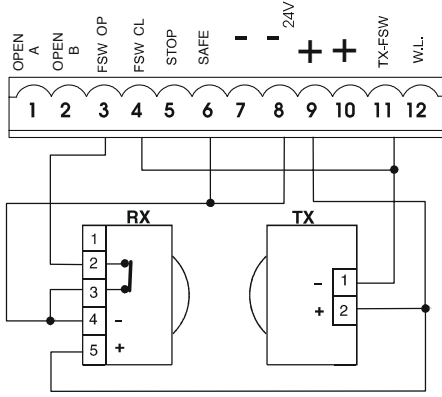 OPEN A
OPEN B
FSW OP
FSW CL
STOP
SAFE
-
-
24V
+
+
TX-FSW
W.L.
1 2 3 4 5 6 7 8 9 10 11 12
RX
1
2
3
4 -
5 +
TX
- 1
+ 2